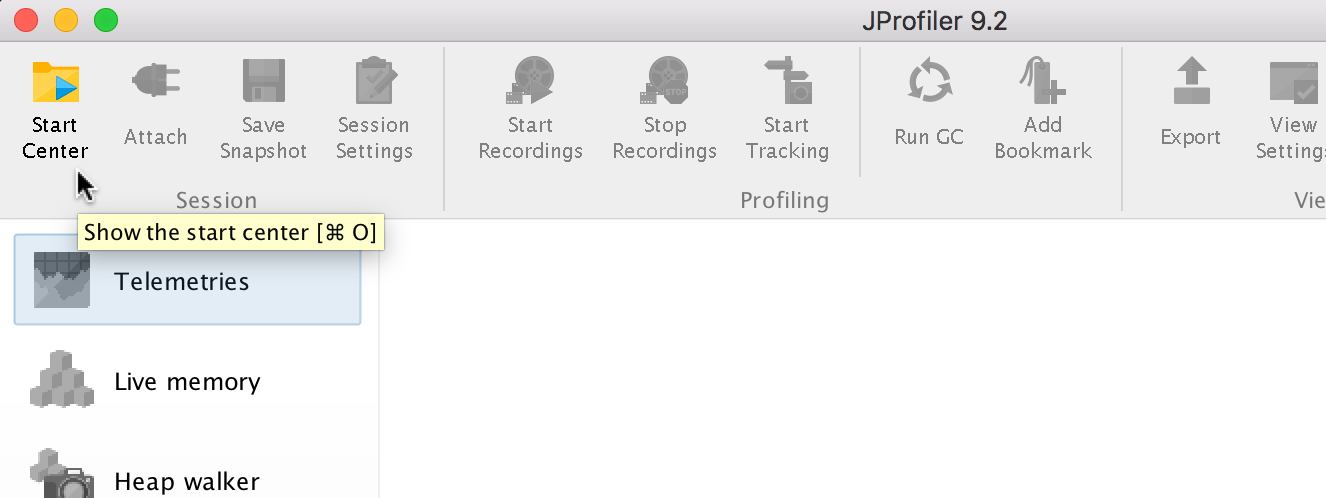 JProfiler 9.2
Start Center
Attach
Save Snapshot
Session Settings
Start Recordings
STOP
Stop Recordings
Start Tracking
Run GC
Add Bookmark
Export
View Setting
Session
Profiling
Vie
Show the start center [⌘ O]
Telemetries
Live memory
Heap walker